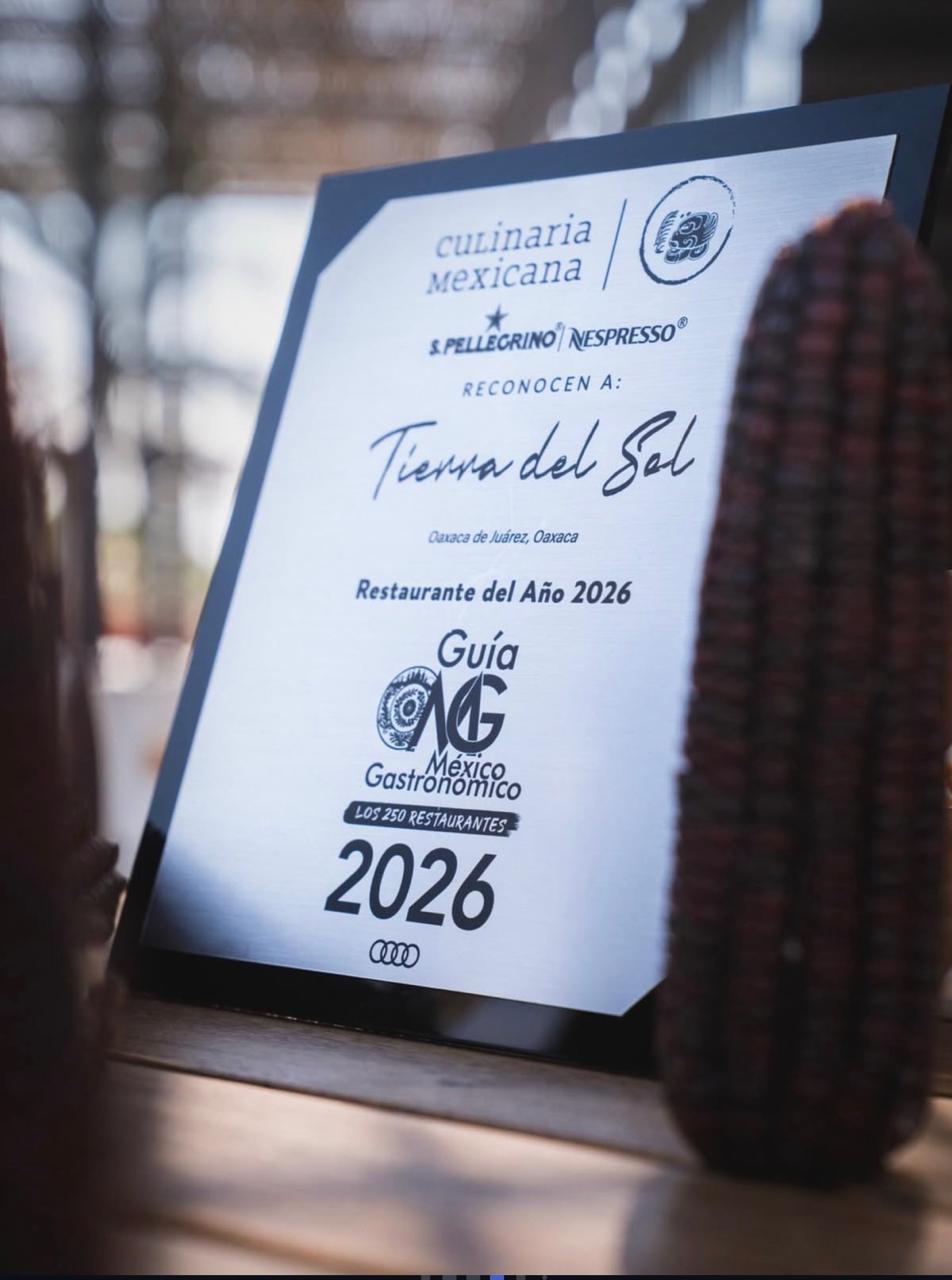 culinaria
mexicana
S.PELLEGRINO® | NESPRESSO®
RECONOCEN A:
Tierra del Sol
Oaxaca de Juárez, Oaxaca
Restaurante del Año 2026
Guía
MG
México
Gastronómico
LOS 250 RESTAURANTES
2026